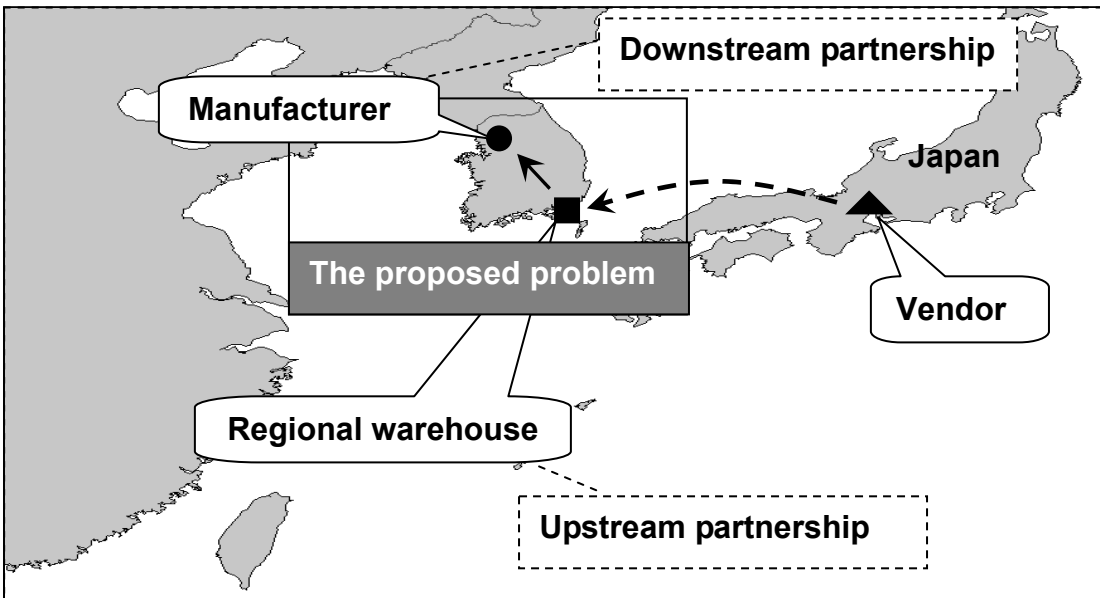 Downstream partnership
Manufacturer
Japan
The proposed problem
Vendor
Regional warehouse
Upstream partnership